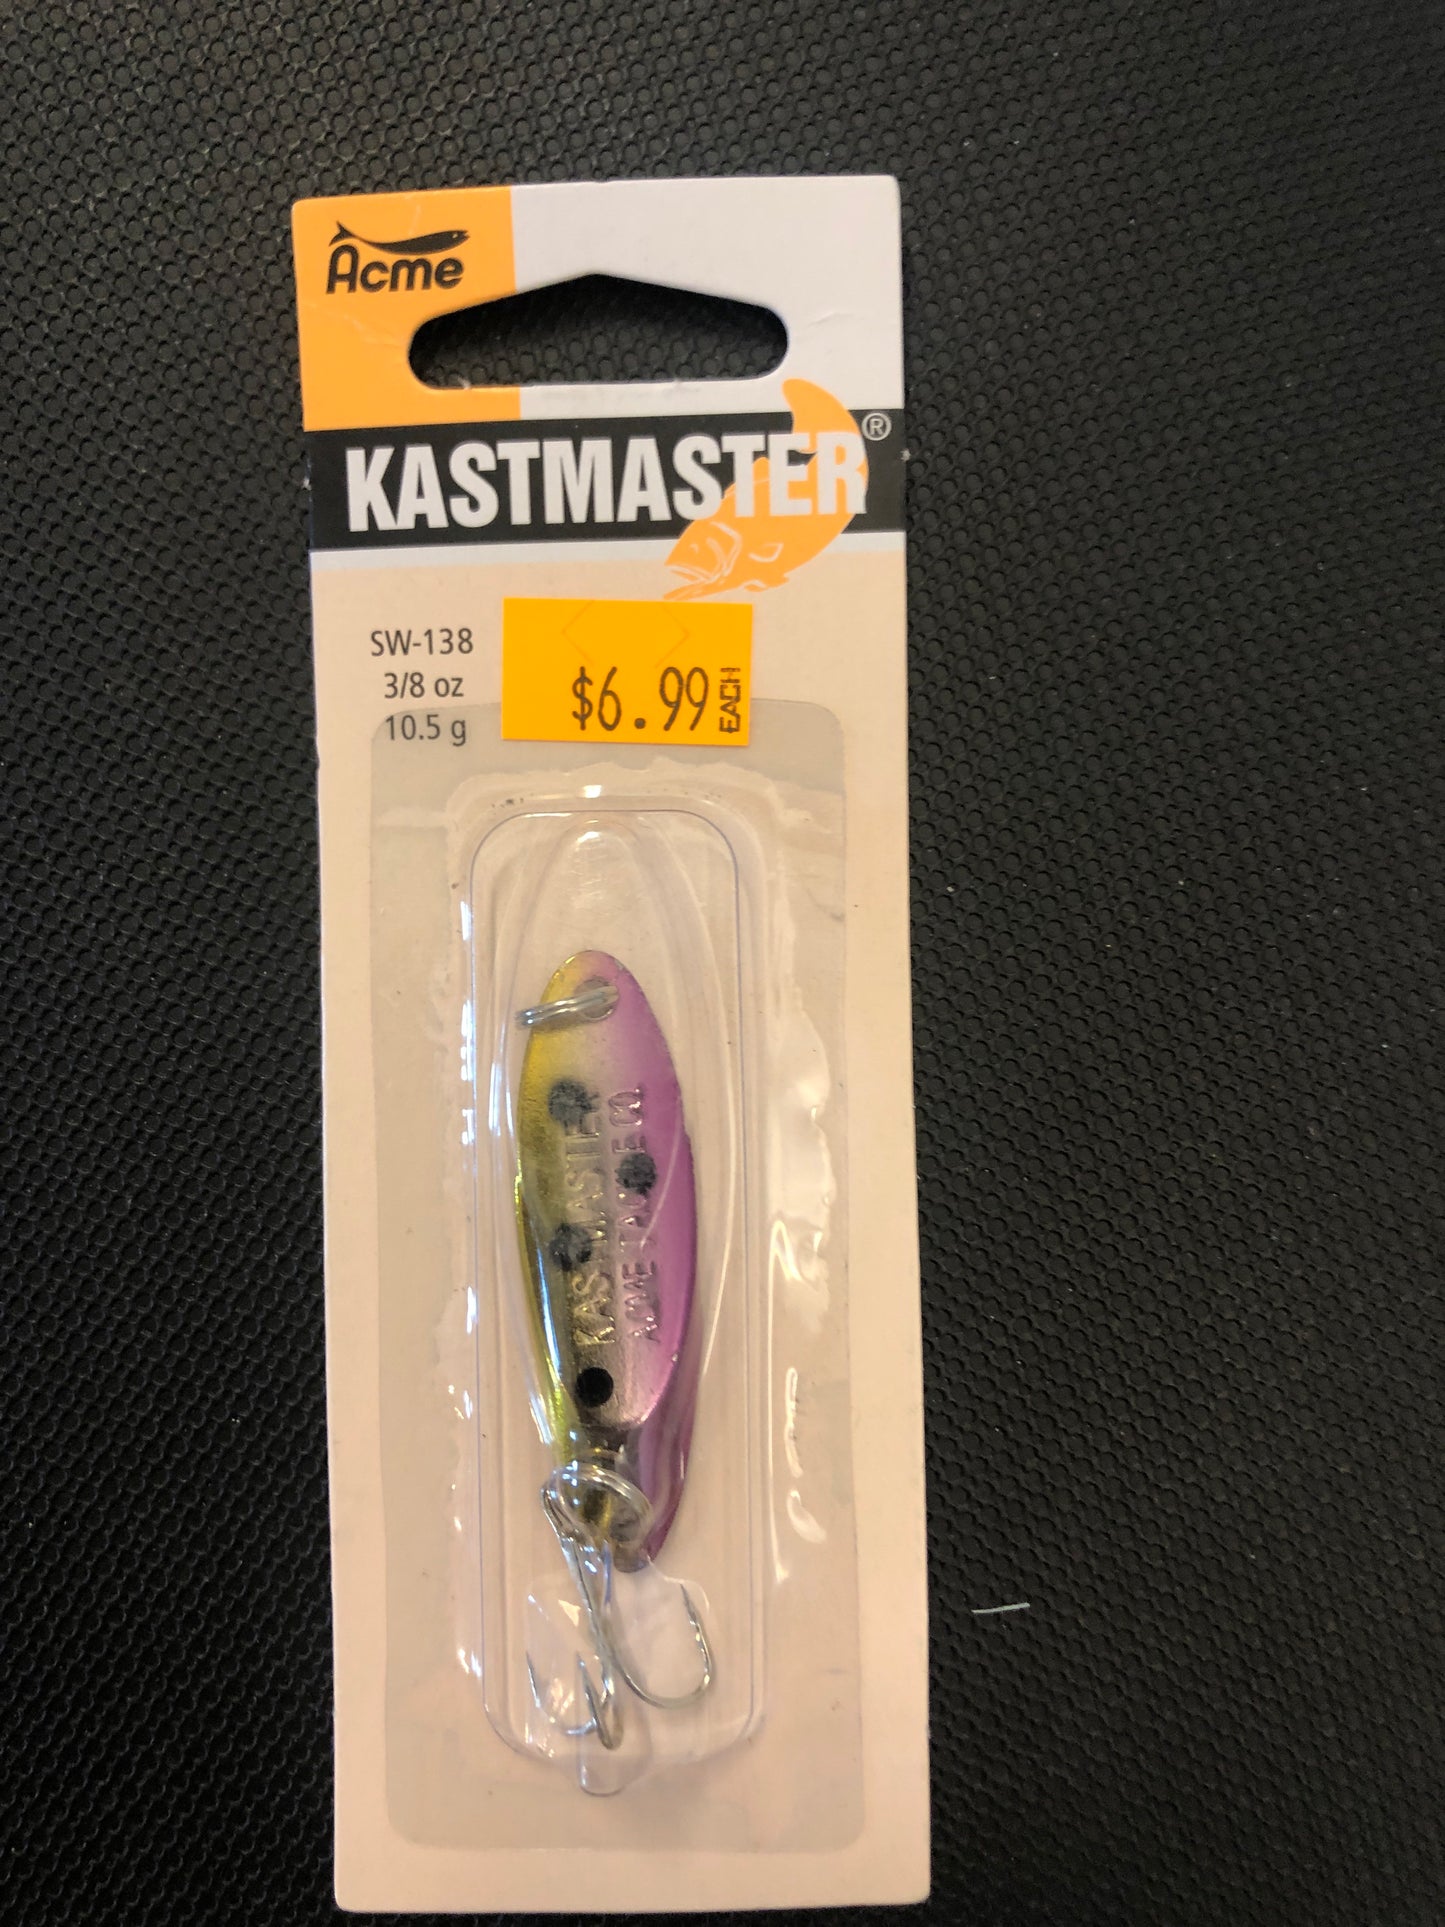 Acme
KASTMASTER®
SW-138
3/8 oz
10.5 g
$6.99 EACH
KASTMASTER
ACME TACKLE CO.